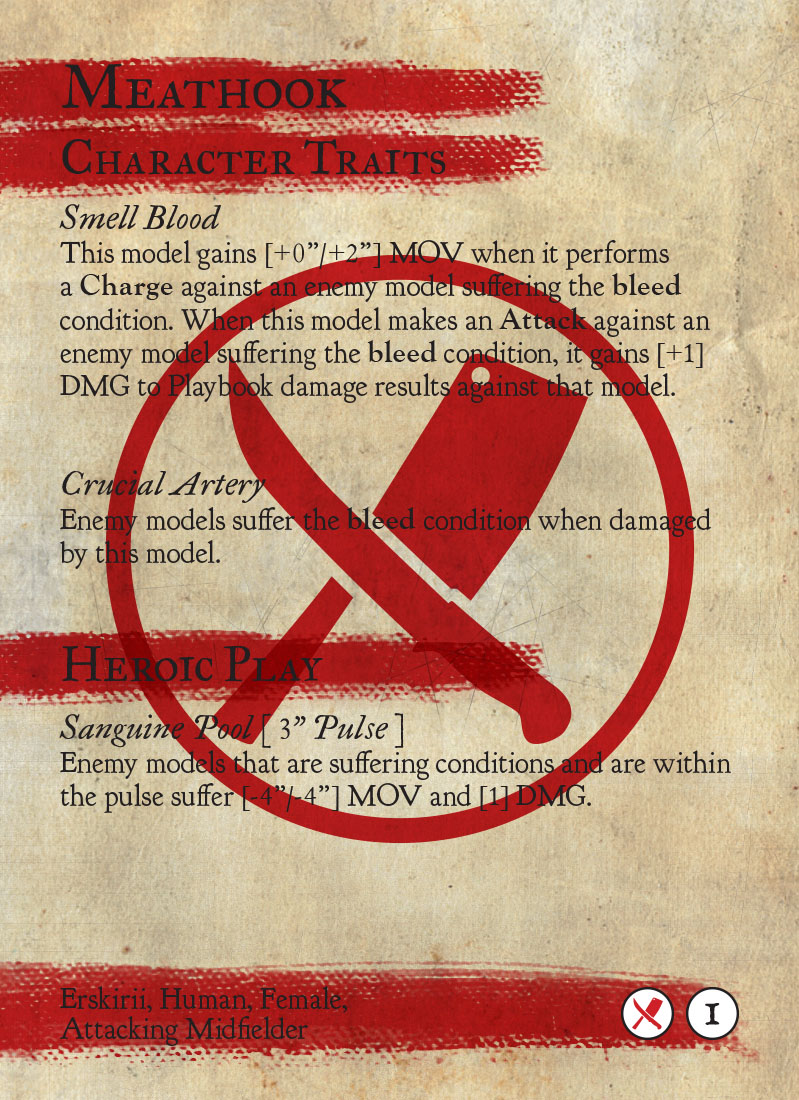 Meathook
Character Traits
Smell Blood
This model gains [+0”/+2”] MOV when it performs
a Charge against an enemy model suffering the bleed
condition. When this model makes an Attack against an
enemy model suffering the bleed condition, it gains [+1]
DMG to Playbook damage results against that model.
Crucial Artery
Enemy models suffer the bleed condition when damaged
by this model.
Heroic Play
Sanguine Pool [ 3” Pulse ]
Enemy models that are suffering conditions and are within
the pulse suffer [-4”/-4”] MOV and [1] DMG.
Erskirii, Human, Female,
Attacking Midfielder
1